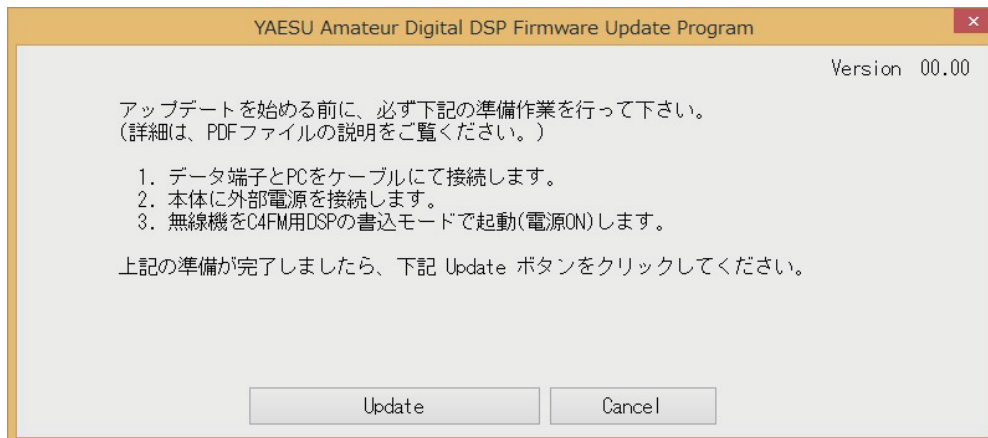 YAESU Amateur Digital DSP Firmware Update Program
Version 00.00
アップデートを始める前に、必ず下記の準備作業を行って下さい。
(詳細は、PDFファイルの説明をご覧ください。)
1. データ端子とPCをケーブルにて接続します。
2. 本体に外部電源を接続します。
3. 無線機をC4FM用DSPの書込モードで起動(電源ON)します。
上記の準備が完了しましたら、下記 Update ボタンをクリックしてください。
Update Cancel